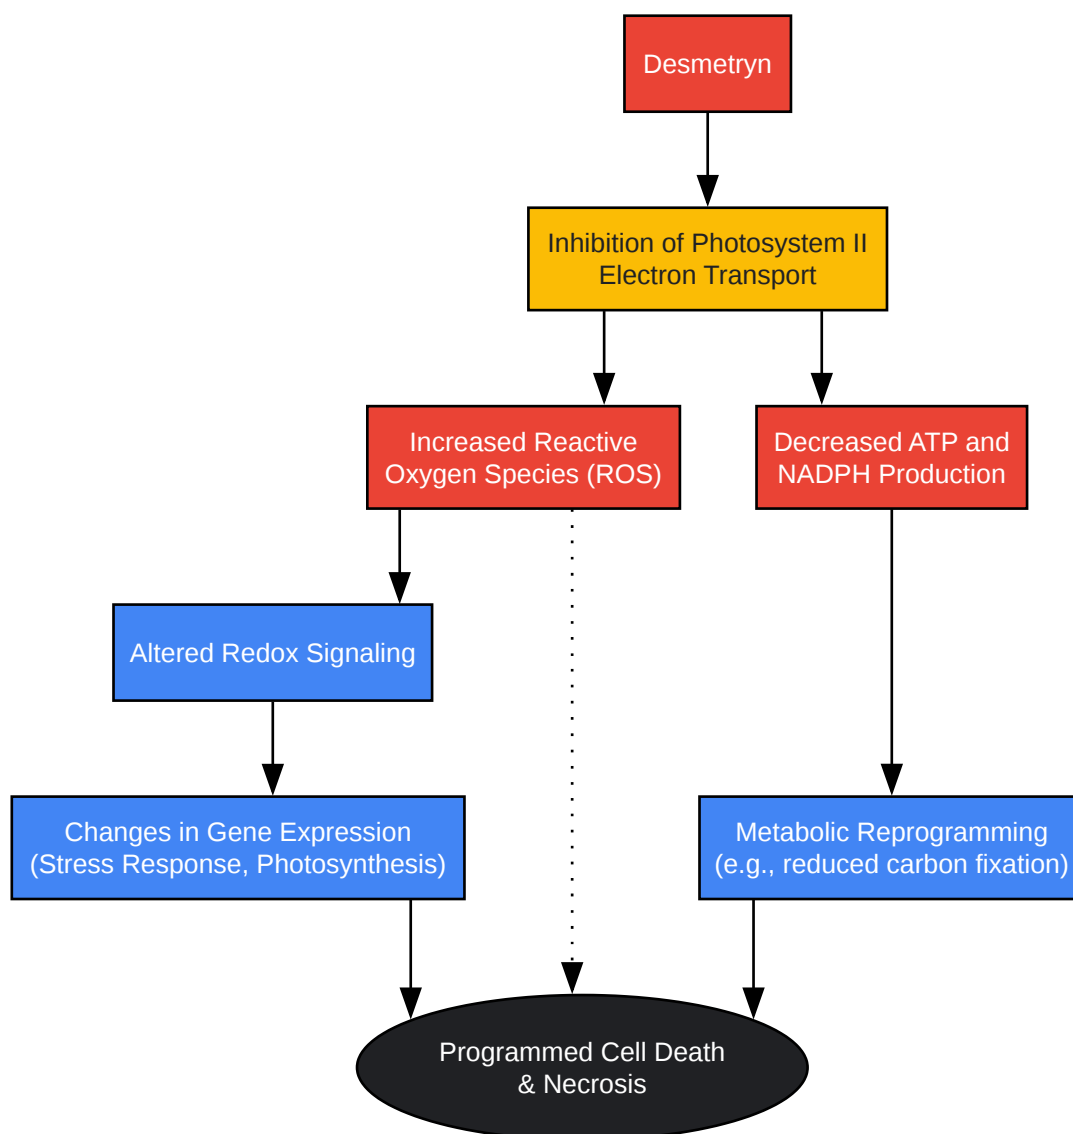 Desmetryn
Inhibition of Photosystem II
Electron Transport
Increased Reactive
Oxygen Species (ROS)
Decreased ATP and
NADPH Production
Altered Redox Signaling
Changes in Gene Expression
(Stress Response, Photosynthesis)
Metabolic Reprogramming
(e.g., reduced carbon fixation)
Programmed Cell Death
& Necrosis